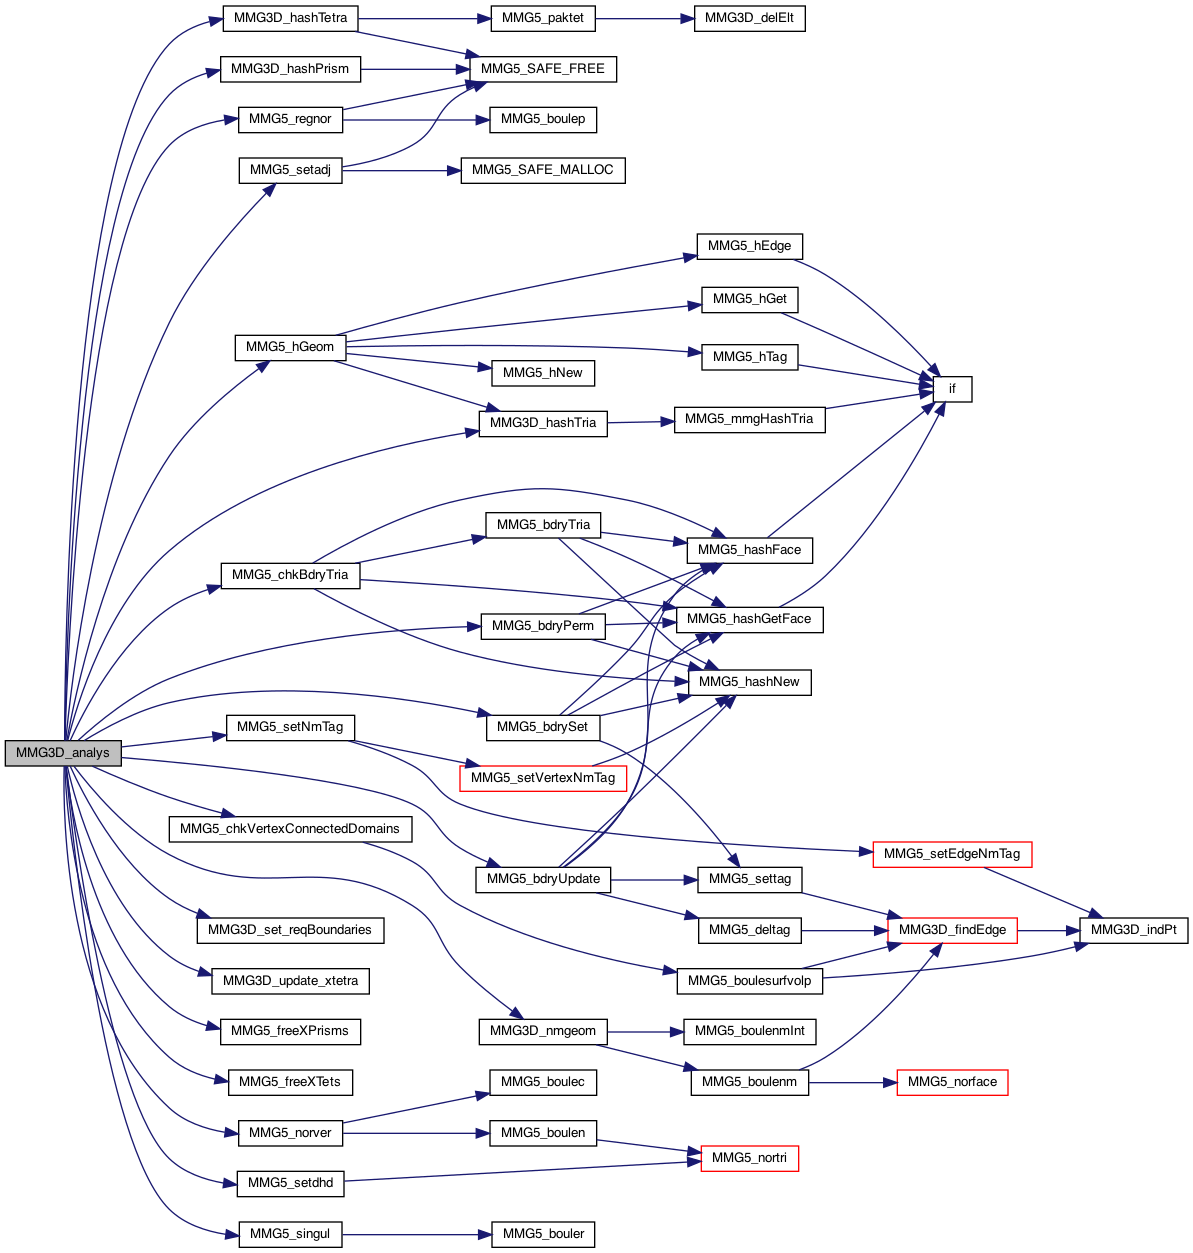 MMG3D_hashTetra
MMG5_paktet
MMG3D_delElt
MMG3D_hashPrism
MMG5_SAFE_FREE
MMG5_regnor
MMG5_boulep
MMG5_setadj
MMG5_SAFE_MALLOC
MMG5_hEdge
MMG5_hGet
MMG5_hGeom
MMG5_hTag
MMG5_hNew
if
MMG3D_hashTria
MMG5_mmgHashTria
MMG5_bdryTria
MMG5_hashFace
MMG5_chkBdryTria
MMG5_bdryPerm
MMG5_hashGetFace
MMG5_hashNew
MMG5_setNmTag
MMG5_bdrySet
MMG3D_analys
MMG5_setVertexNmTag
MMG5_chkVertexConnectedDomains
MMG5_setEdgeNmTag
MMG5_bdryUpdate
MMG5_settag
MMG3D_set_reqBoundaries
MMG5_deltag
MMG3D_findEdge
MMG3D_indPt
MMG3D_update_xtetra
MMG5_boulesurfvolp
MMG5_freeXPrisms
MMG3D_nmgeom
MMG5_boulenmInt
MMG5_freeXTets
MMG5_boulec
MMG5_boulenm
MMG5_norface
MMG5_norver
MMG5_boulen
MMG5_nortri
MMG5_setdhd
MMG5_singul
MMG5_bouler